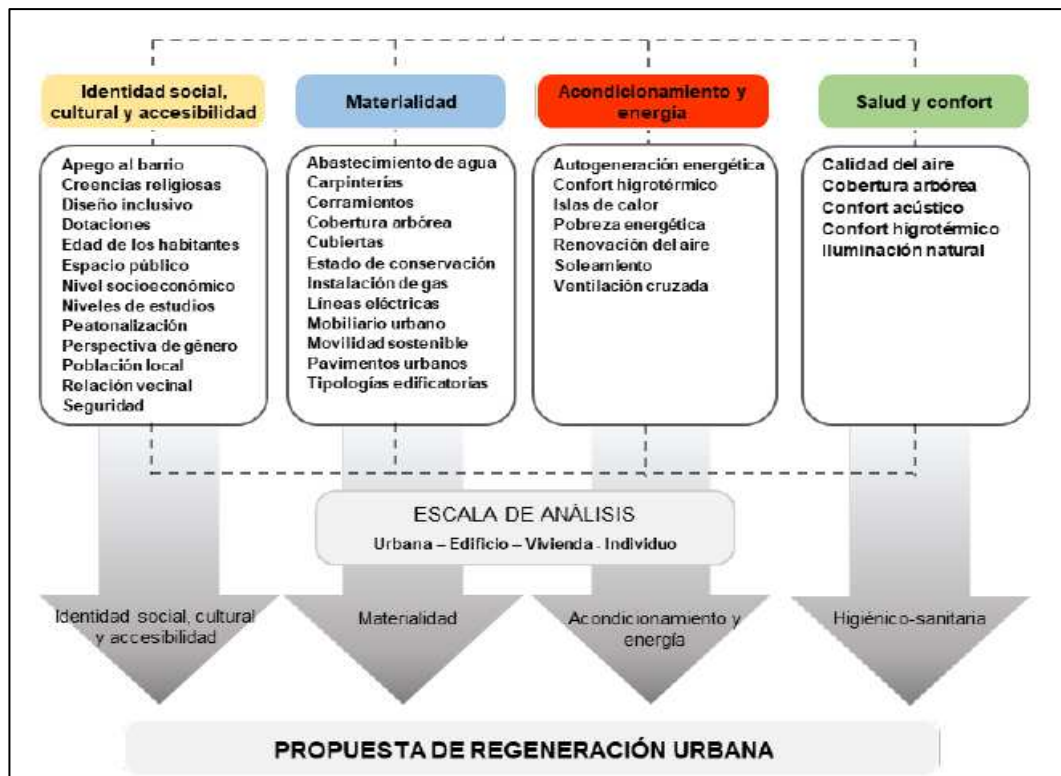 Identidad social,
cultural y accesibilidad
Apego al barrio
Creencias religiosas
Diseño inclusivo
Dotaciones
Edad de los habitantes
Espacio público
Nivel socioeconómico
Niveles de estudios
Peatonalización
Perspectiva de género
Población local
Relación vecinal
Seguridad
Materialidad
Abastecimiento de agua
Carpinterías
Cerramientos
Cobertura arbórea
Cubiertas
Estado de conservación
Instalación de gas
Líneas eléctricas
Mobiliario urbano
Movilidad sostenible
Pavimentos urbanos
Tipologías edificatorias
Acondicionamiento y
energía
Autogeneración energética
Confort higrotérmico
Islas de calor
Pobreza energética
Renovación del aire
Soleamiento
Ventilación cruzada
Salud y confort
Calidad del aire
Cobertura arbórea
Confort acústico
Confort higrotérmico
Iluminación natural
ESCALA DE ANÁLISIS
Urbana – Edificio – Vivienda - Individuo
Identidad social, cultural
y accesibilidad
Materialidad
Acondicionamiento y
energía
Higiénico-sanitaria
PROPUESTA DE REGENERACIÓN URBANA